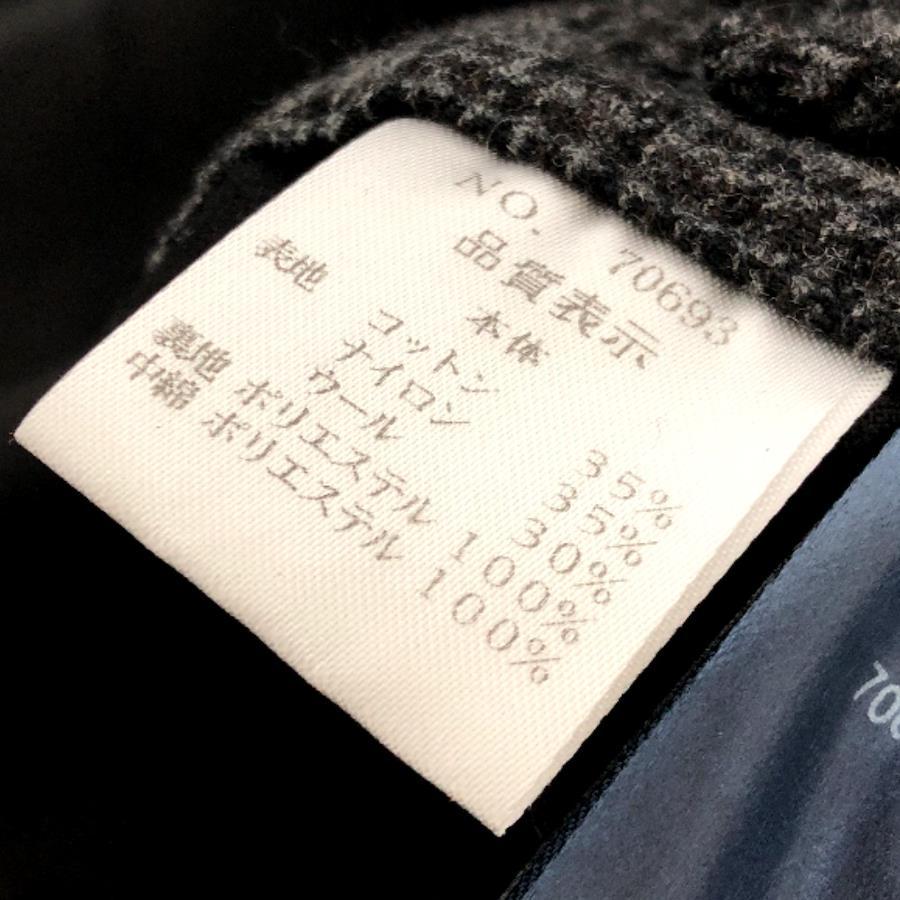 NO. 70693
品質表示
本体
表地
コットン 35%
ナイロン 35%
ウール 30%
裏地 ポリエステル 100%
中綿 ポリエステル 100%